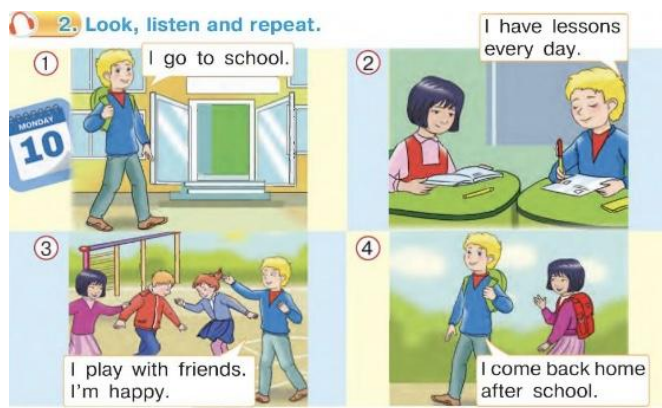 2. Look, listen and repeat.
1
I go to school.
MONDAY
10
2
I have lessons
every day.
3
I play with friends.
I'm happy.
4
I come back home
after school.